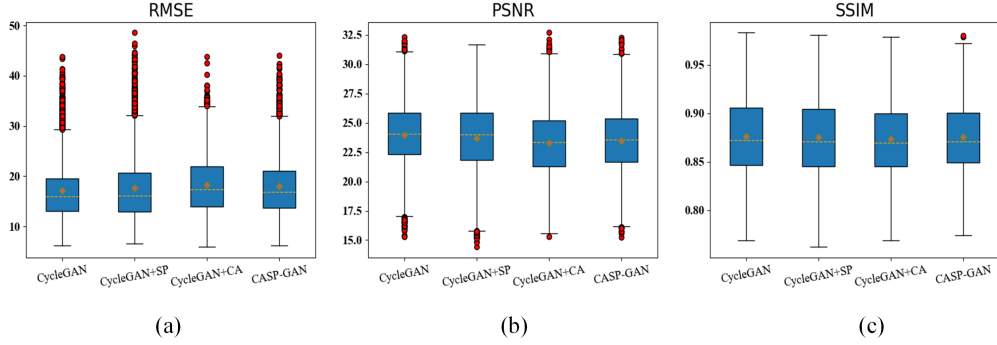 RMSE
50
40
30
20
10
CycleGAN
CycleGAN+SP
CycleGAN+CA
CASP-GAN
(a)
PSNR
32.5
30.0
27.5
25.0
22.5
20.0
17.5
15.0
CycleGAN
CycleGAN+SP
CycleGAN+CA
CASP-GAN
(b)
SSIM
0.95
0.90
0.85
0.80
CycleGAN
CycleGAN+SP
CycleGAN+CA
CASP-GAN
(c)